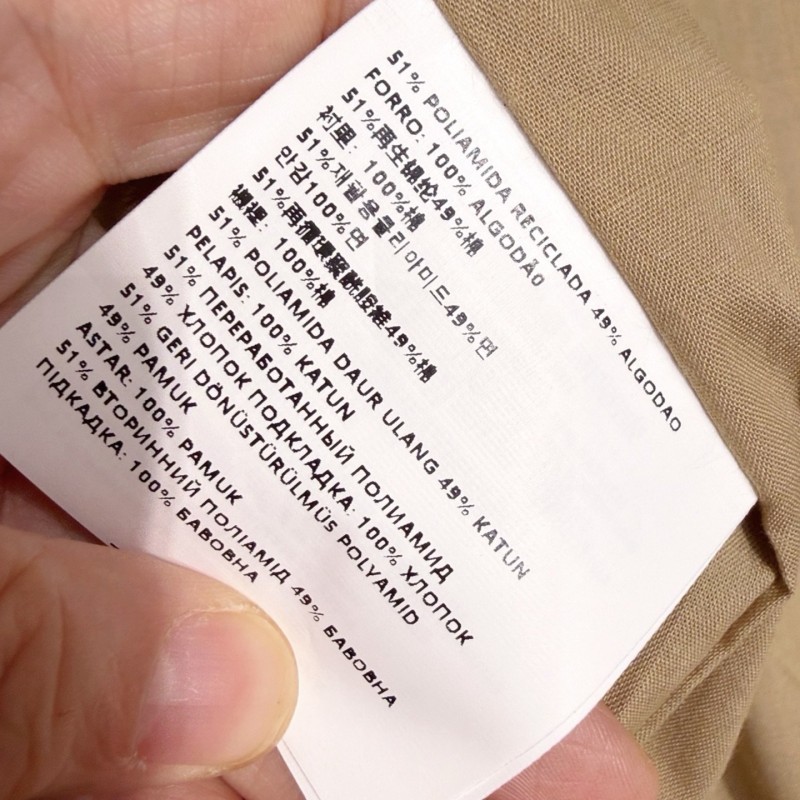 51% POLIAMIDA RECICLADA 49% ALGODAO
FORRO: 100% ALGODÃO
51%再生锦纶49%棉
衬里: 100%棉
51%재활용폴리아미드49%면
안감100%면
51%再循環聚酰胺纖49%棉
襯裡: 100%棉
51% POLIAMIDA DAUR ULANG 49% KATUN
PELAPIS: 100% KATUN
51% ПЕРЕРАБОТАННЫЙ ПОЛИАМИД
49% ХЛОПОК ПОДКЛАДКА: 100% ХЛОПОК
51% GERI DÖNÜSTÜRÜLMÜS POLYAMID
49% PAMUK
ASTAR: 100% PAMUK
51% ВТОРИННИЙ ПОЛІАМІД 49% БАВОВНА
ПІДКАДКА: 100% БАВОВНА